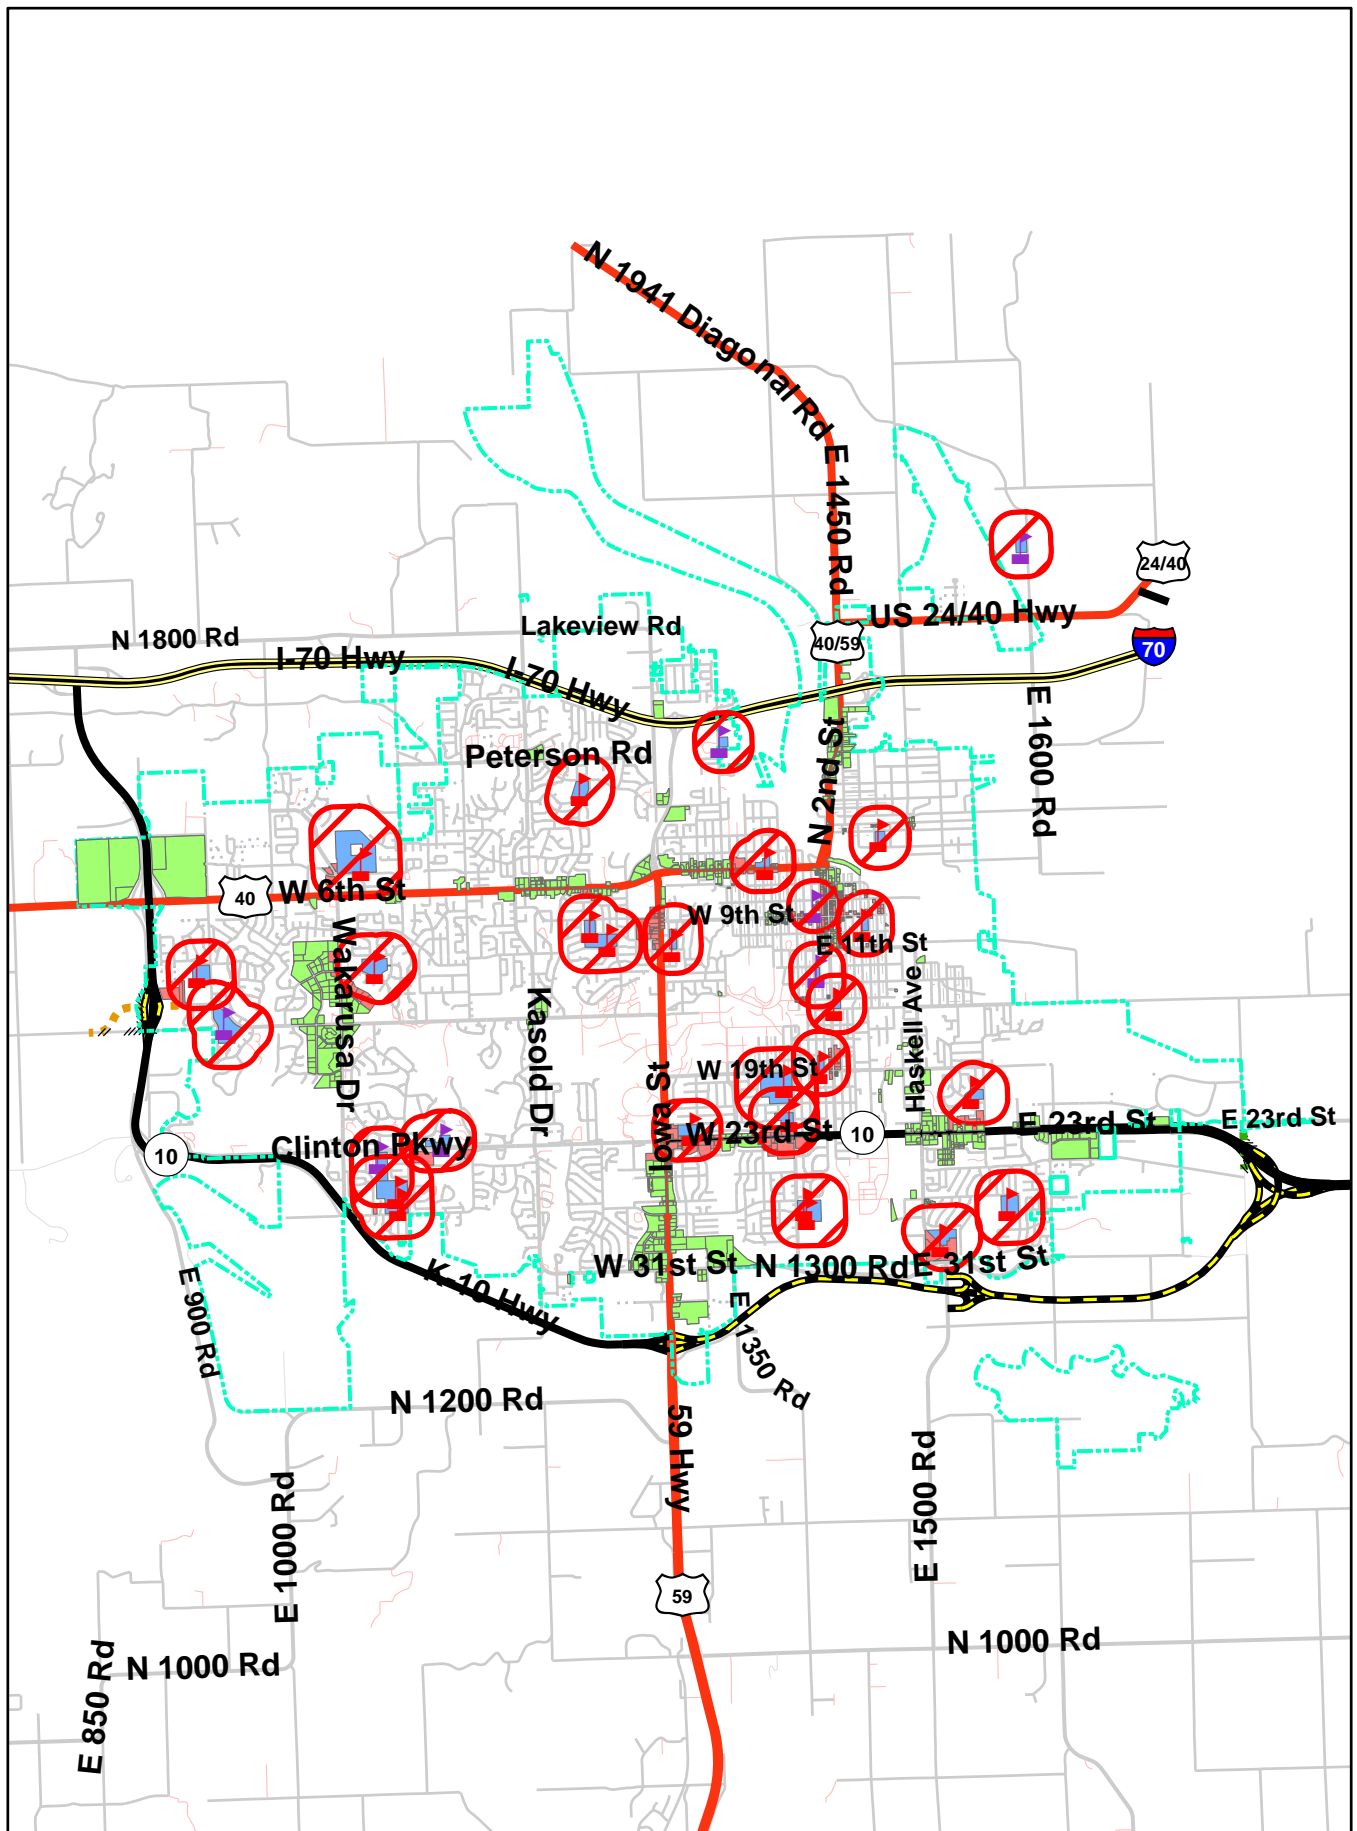 N 1941 Diagonal Rd
E 1450 Rd
24/40
US 24/40 Hwy
Lakeview Rd
N 1800 Rd
40/59
70
I-70 Hwy
I-70 Hwy
E 1600 Rd
Peterson Rd
N 2nd St
40
W 6th St
W 9th St
E 11th St
Wakarusa Dr
Kasold Dr
Haskell Ave
W 19th St
Iowa St
W 23rd St
10
E 23rd St
E 23rd St
Clinton Pkwy
10
W 31st St
N 1300 Rd
E 31st St
K-10 Hwy
E 900 Rd
E 1350 Rd
N 1200 Rd
59 Hwy
E 1500 Rd
E 1000 Rd
59
N 1000 Rd
N 1000 Rd
E 850 Rd